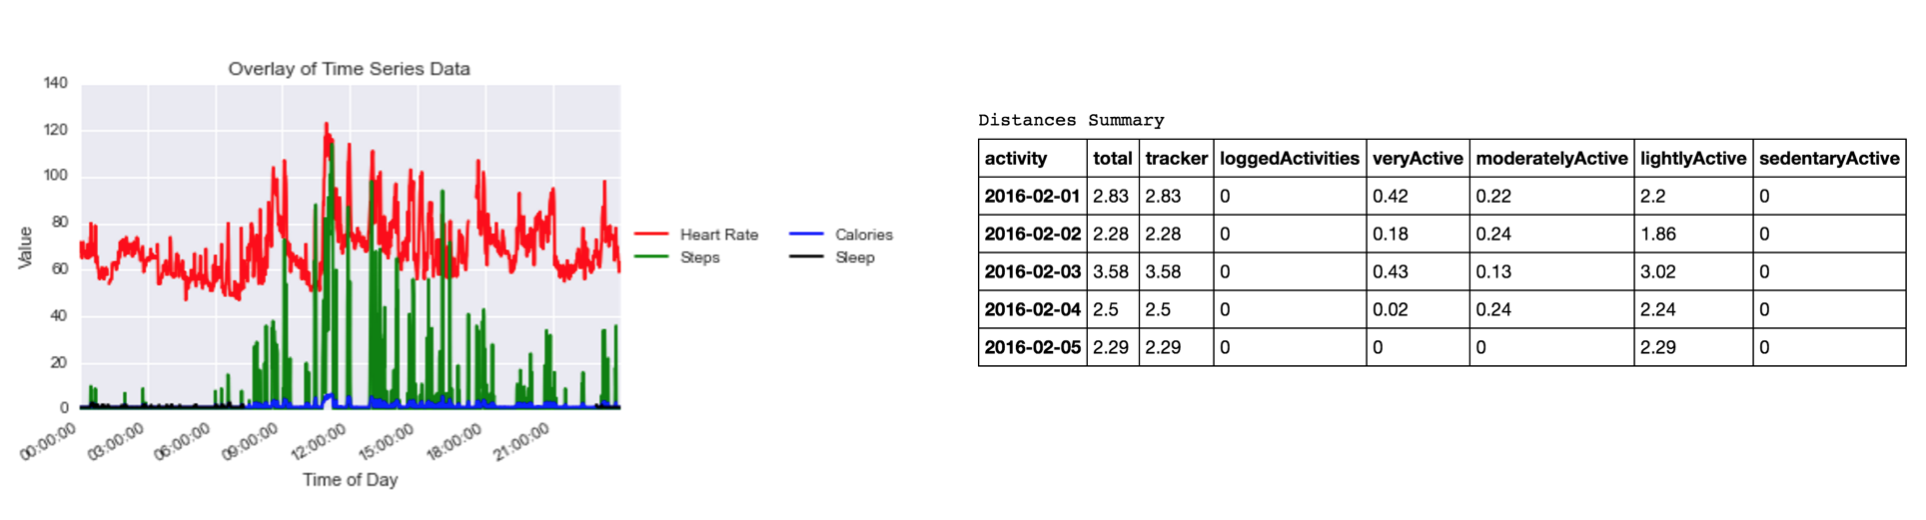 Overlay of Time Series Data
140
120
100
80
60
40
20
0
Value
00:00:00 03:00:00 06:00:00 09:00:00 12:00:00 15:00:00 18:00:00 21:00:00
Time of Day
Heart Rate Calories
Steps Sleep
Distances Summary
activity total tracker loggedActivities veryActive moderatelyActive lightlyActive sedentaryActive
2016-02-01 2.83 2.83 0 0.42 0.22 2.2 0
2016-02-02 2.28 2.28 0 0.18 0.24 1.86 0
2016-02-03 3.58 3.58 0 0.43 0.13 3.02 0
2016-02-04 2.5 2.5 0 0.02 0.24 2.24 0
2016-02-05 2.29 2.29 0 0 0 2.29 0